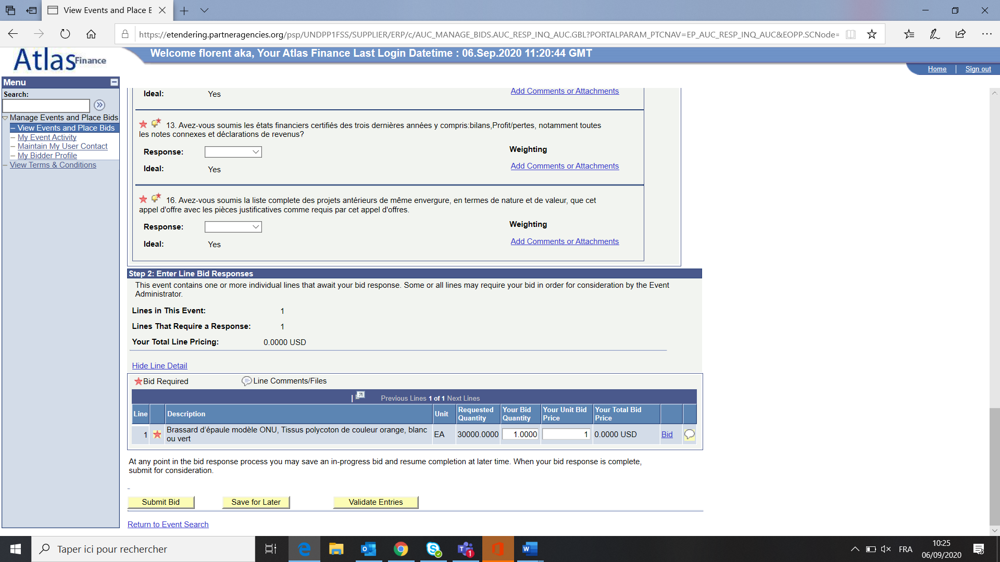 View Events and Place E
https://etendering.partneragencies.org/psp/UNDPP1FSS/SUPPLIER/ERP/c/AUC_MANAGE_BIDS.AUC_RESP_INQ_AUC.GBL?PORTALPARAM_PTCNAV=EP_AUC_RESP_INQ_AUC&EOPP.SCNode=
Atlas Finance
Welcome florent aka, Your Atlas Finance Last Login Datetime : 06.Sep.2020 11:20:44 GMT
Home
Sign out
Menu
Search:
Manage Events and Place Bids
– View Events and Place Bids
– My Event Activity
– Maintain My User Contact
– My Bidder Profile
– View Terms & Conditions
Ideal: Yes
Add Comments or Attachments
13. Avez-vous soumis les états financiers certifiés des trois dernières années y compris:bilans,Profit/pertes, notamment toutes
les notes connexes et déclarations de revenus?
Response:
Weighting
Ideal: Yes
Add Comments or Attachments
16. Avez-vous soumis la liste complete des projets antérieurs de même envergure, en termes de nature et de valeur, que cet
appel d'offre avec les pièces justificatives comme requis par cet appel d'offres.
Response:
Weighting
Ideal: Yes
Add Comments or Attachments
Step 2: Enter Line Bid Responses
This event contains one or more individual lines that await your bid response. Some or all lines may require your bid in order for consideration by the Event
Administrator.
Lines in This Event: 1
Lines That Require a Response: 1
Your Total Line Pricing: 0.0000 USD
Hide Line Detail
Bid Required
Line Comments/Files
Previous Lines 1 of 1 Next Lines
Line Description Unit Requested Quantity Your Bid Quantity Your Unit Bid Price Your Total Bid Price
1 Brassard d'épaule modèle ONU, Tissus polycoton de couleur orange, blanc
ou vert
EA 30000.0000 1.0000 1 0.0000 USD Bid
At any point in the bid response process you may save an in-progress bid and resume completion at later time. When your bid response is complete,
submit for consideration.
Submit Bid
Save for Later
Validate Entries
Return to Event Search
Taper ici pour rechercher
1
FRA
10:25
06/09/2020